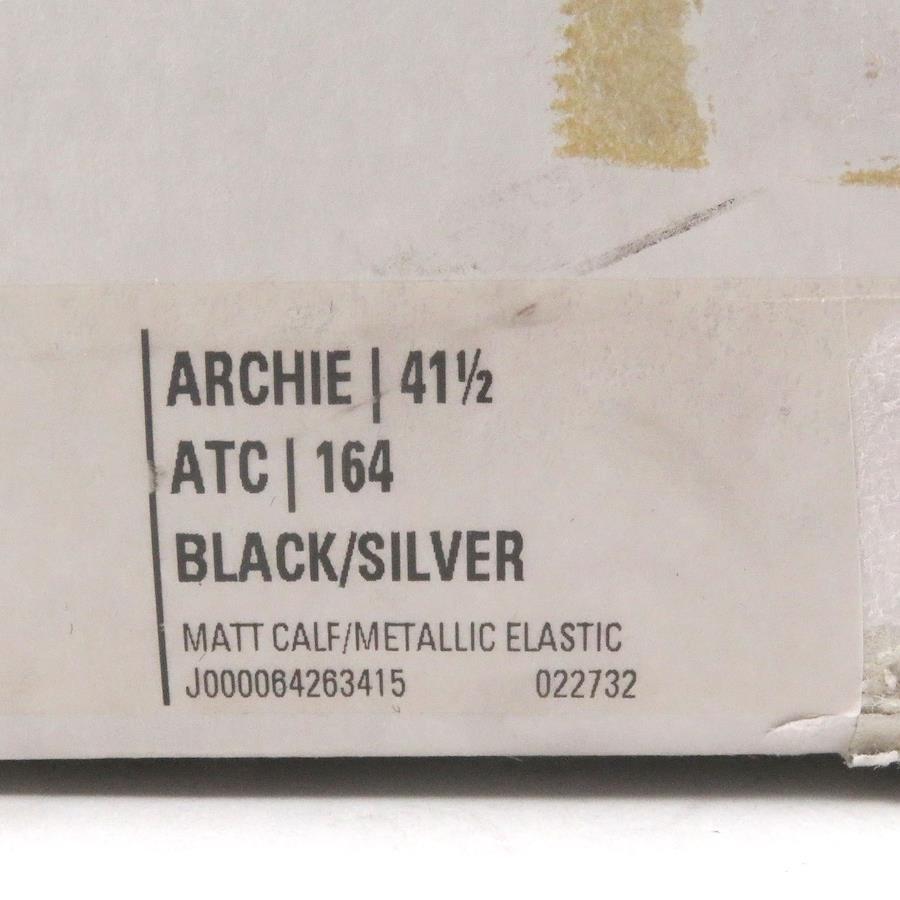 ARCHIE | 41½
ATC | 164
BLACK/SILVER
MATT CALF/METALLIC ELASTIC
J000064263415 022732